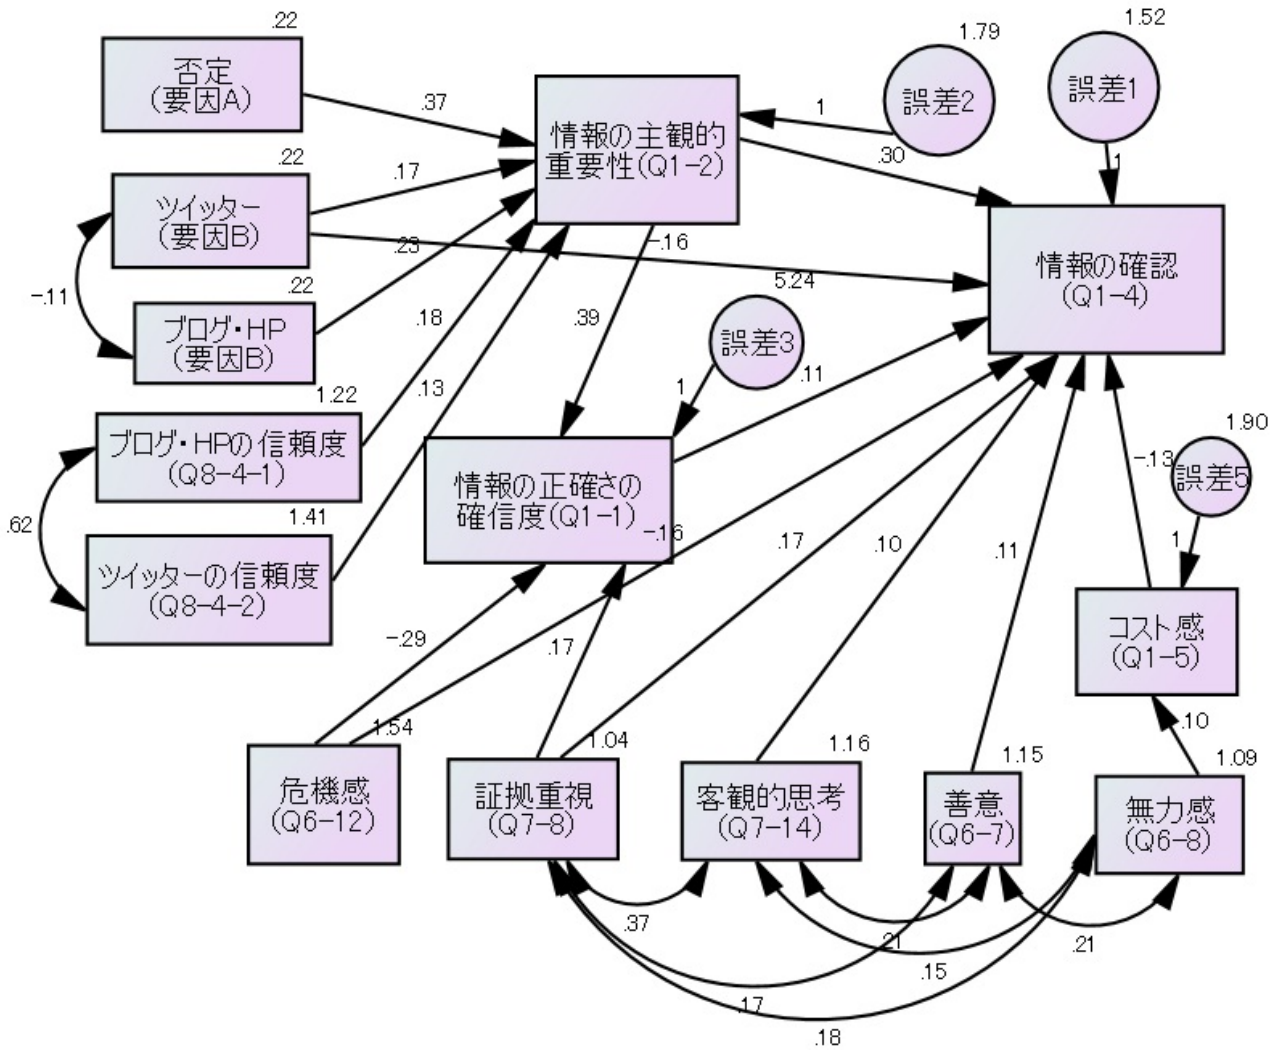 .22
否定
(要因A)
.37
.22
ツイッター
(要因B)
.17
-.11
.22
ブログ・HP
(要因B)
.23
1.22
ブログ・HPの信頼度
(Q8-4-1)
.18
.62
1.41
ツイッターの信頼度
(Q8-4-2)
.13
情報の主観的
重要性(Q1-2)
1.79
誤差2
1
1.52
誤差1
1
.30
-.16
情報の確認
(Q1-4)
5.24
誤差3
1
.39
.11
情報の正確さの
確信度(Q1-1)
-.16
.17
.10
.11
-.13
1.90
誤差5
1
コスト感
(Q1-5)
.10
-.29
.17
1.54
危機感
(Q6-12)
1.04
証拠重視
(Q7-8)
1.16
客観的思考
(Q7-14)
1.15
善意
(Q6-7)
1.09
無力感
(Q6-8)
.37
.21
.21
.15
.17
.18